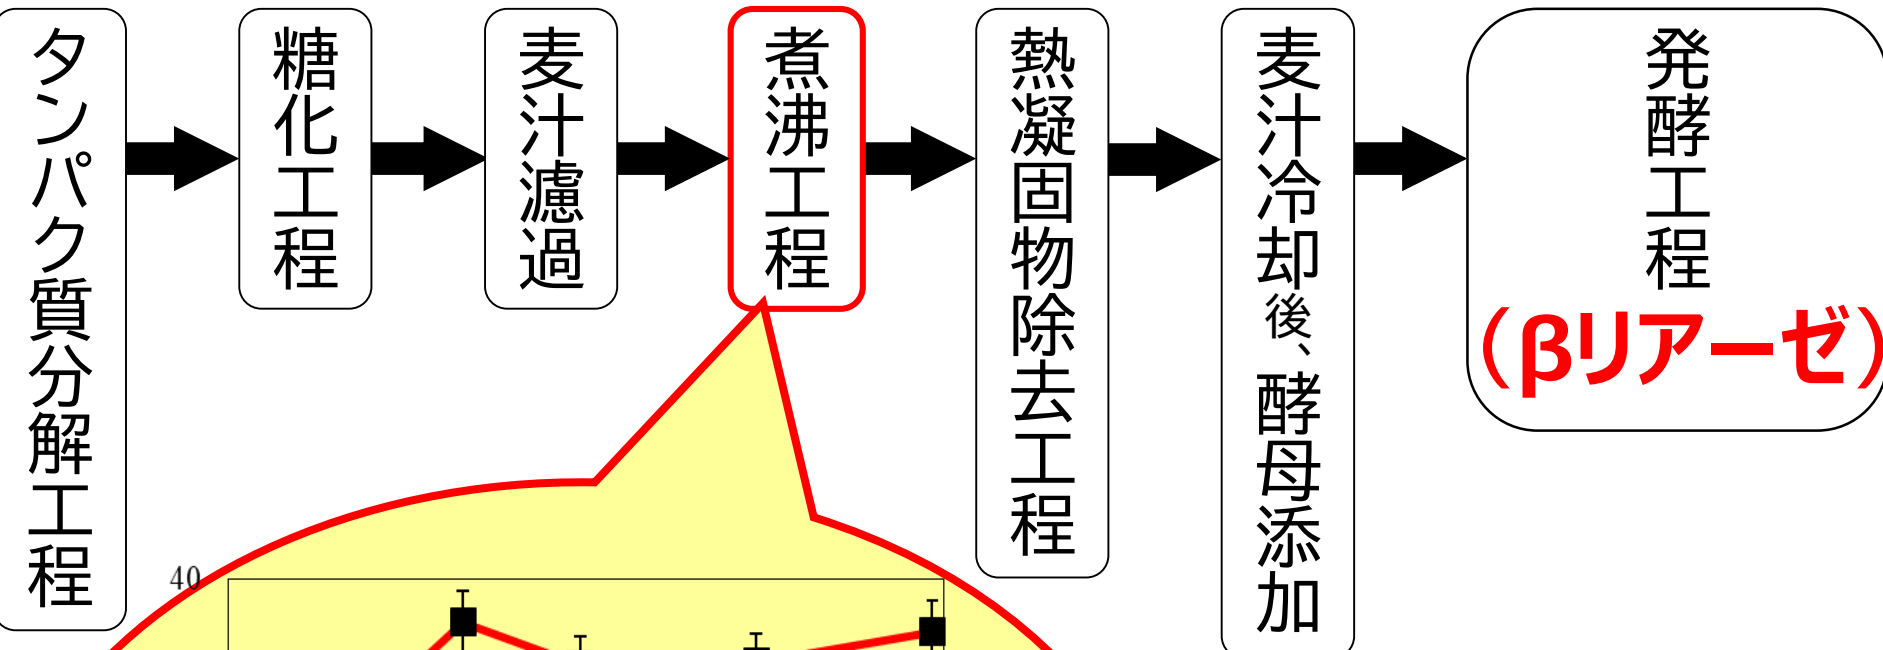 タンパク質分解工程
糖化工程
麦汁濾過
煮沸工程
熱凝固物除去工程
麦汁冷却後、酵母添加
発酵工程
（βリアーゼ）
40